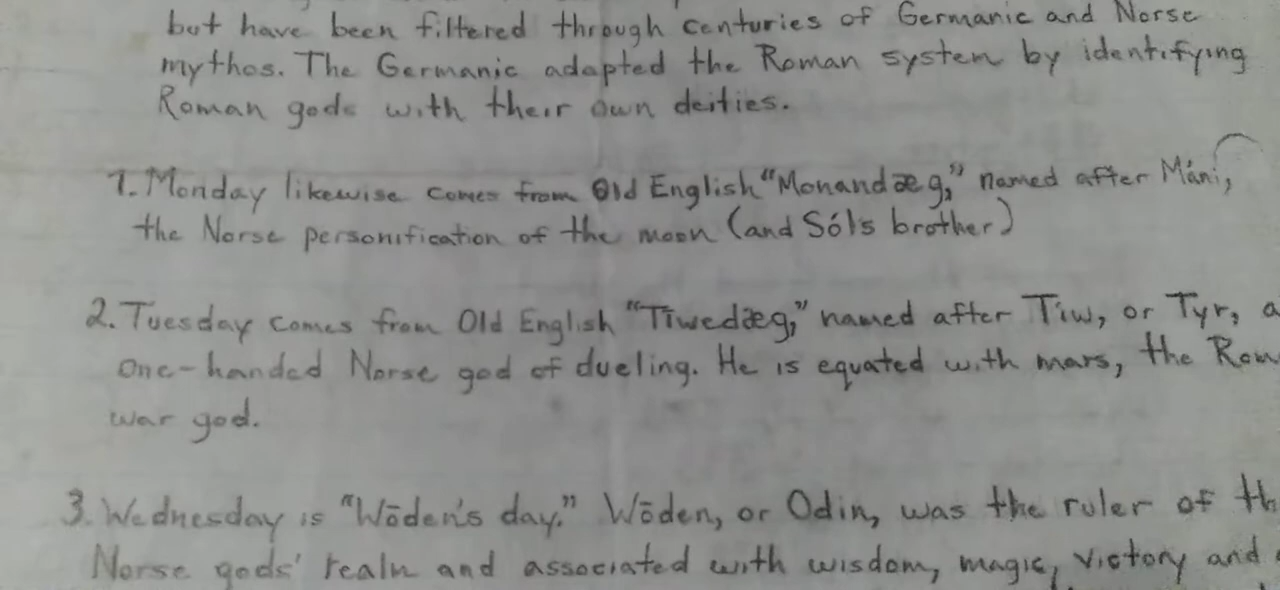 but have been filtered through centuries of Germanic and Norse
mythos. The Germanic adapted the Roman system by identifying
Roman gods with their own deities.
1. Monday likewise comes from Old English "Monandæg," named after Máni,
the Norse personification of the moon (and Sól's brother)
2. Tuesday comes from Old English "Tīwedæg," named after Tīw, or Tyr, a
one-handed Norse god of dueling. He is equated with mars, the Rom
war god.
3. Wednesday is "Wōden's day." Wōden, or Odin, was the ruler of th
Norse gods' realm and associated with wisdom, magic, victory and